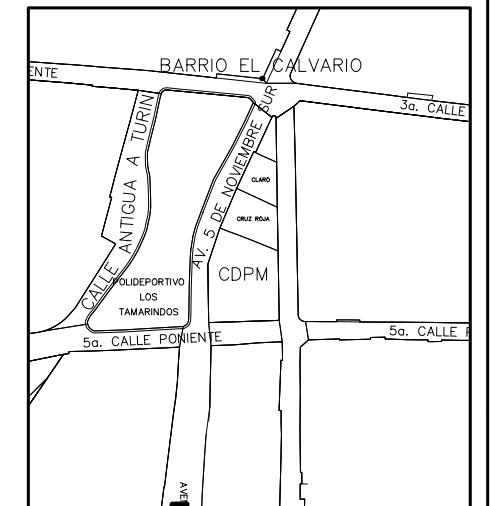 BARRIO EL CALVARIO
ENTE
3a. CALLE
CALLE ANTIGUA A TURIN
AV. 5 DE NOVIEMBRE SUR
CLARO
CRUZ ROJA
CDPM
POLIDEPORTIVO
LOS
TAMARINDOS
5a. CALLE PONIENTE
5a. CALLE P
AVE